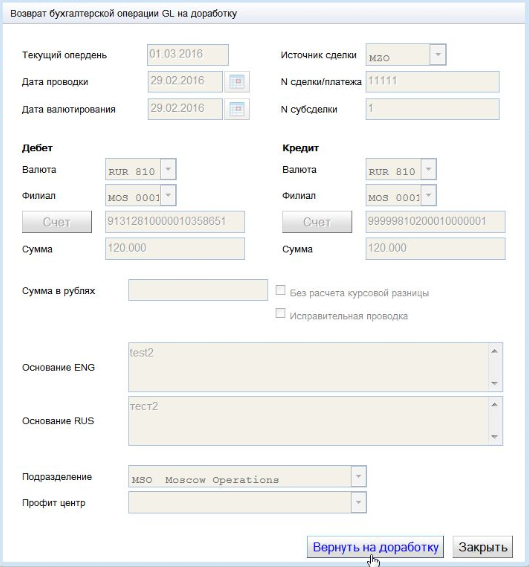 Возврат бухгалтерской операции GL на доработку
Текущий опердень 01.03.2016 Источник сделки MZO
Дата проводки 29.02.2016 N сделки/платежа 11111
Дата валютирования 29.02.2016 N субсделки 1
Дебет Кредит
Валюта RUR 810 Валюта RUR 810
Филиал MOS 0001 Филиал MOS 0001
Счет 91312810000010358651 Счет 99999810200010000001
Сумма 120.000 Сумма 120.000
Сумма в рублях Без расчета курсовой разницы
Исправительная проводка
Основание ENG test2
Основание RUS тест2
Подразделение MSO Moscow Operations
Профит центр
Вернуть на доработку Закрыть